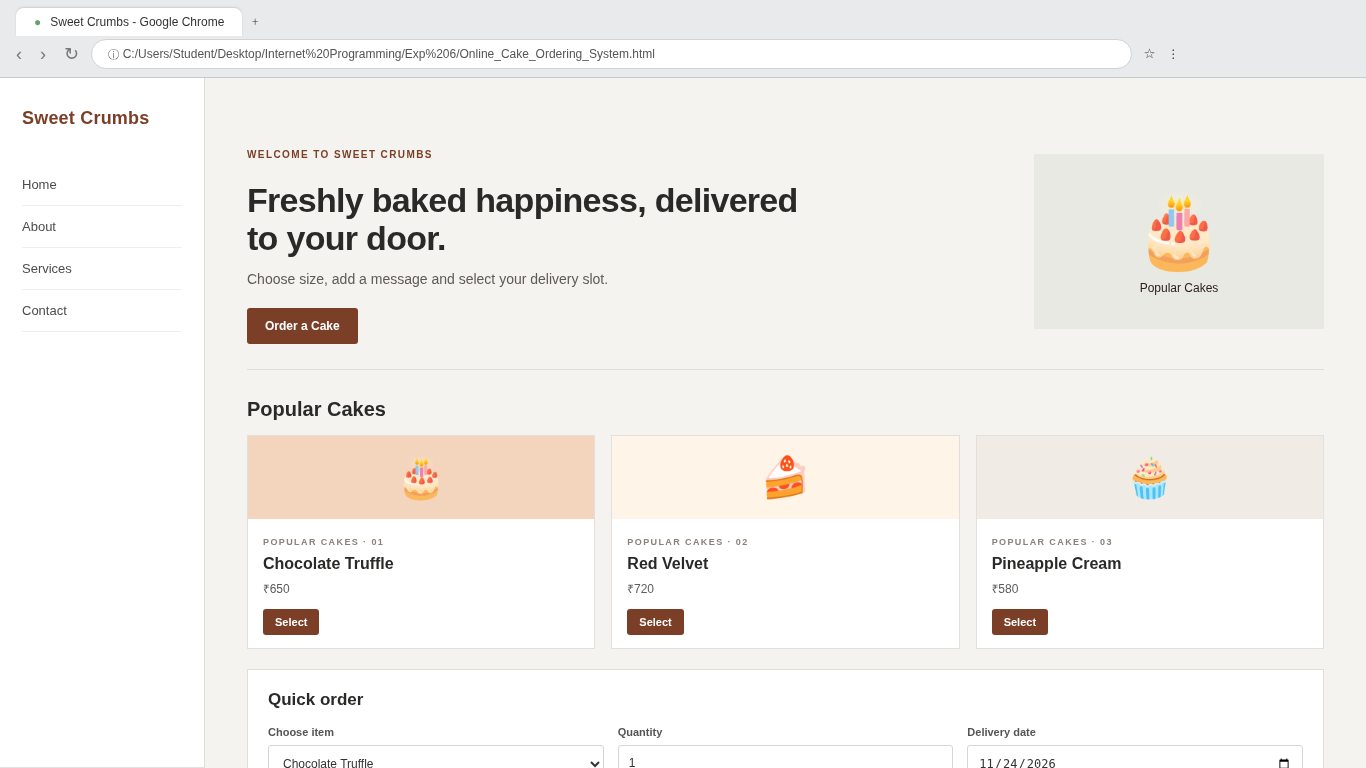 Sweet Crumbs - Google Chrome
+
C:/Users/Student/Desktop/Internet%20Programming/Exp%206/Online_Cake_Ordering_System.html
Sweet Crumbs
Home
About
Services
Contact
WELCOME TO SWEET CRUMBS
Freshly baked happiness, delivered
to your door.
Choose size, add a message and select your delivery slot.
Order a Cake
Popular Cakes
Popular Cakes
POPULAR CAKES · 01
Chocolate Truffle
₹650
Select
POPULAR CAKES · 02
Red Velvet
₹720
Select
POPULAR CAKES · 03
Pineapple Cream
₹580
Select
Quick order
Choose item
Quantity
Delivery date
Chocolate Truffle
1
11/24/2026